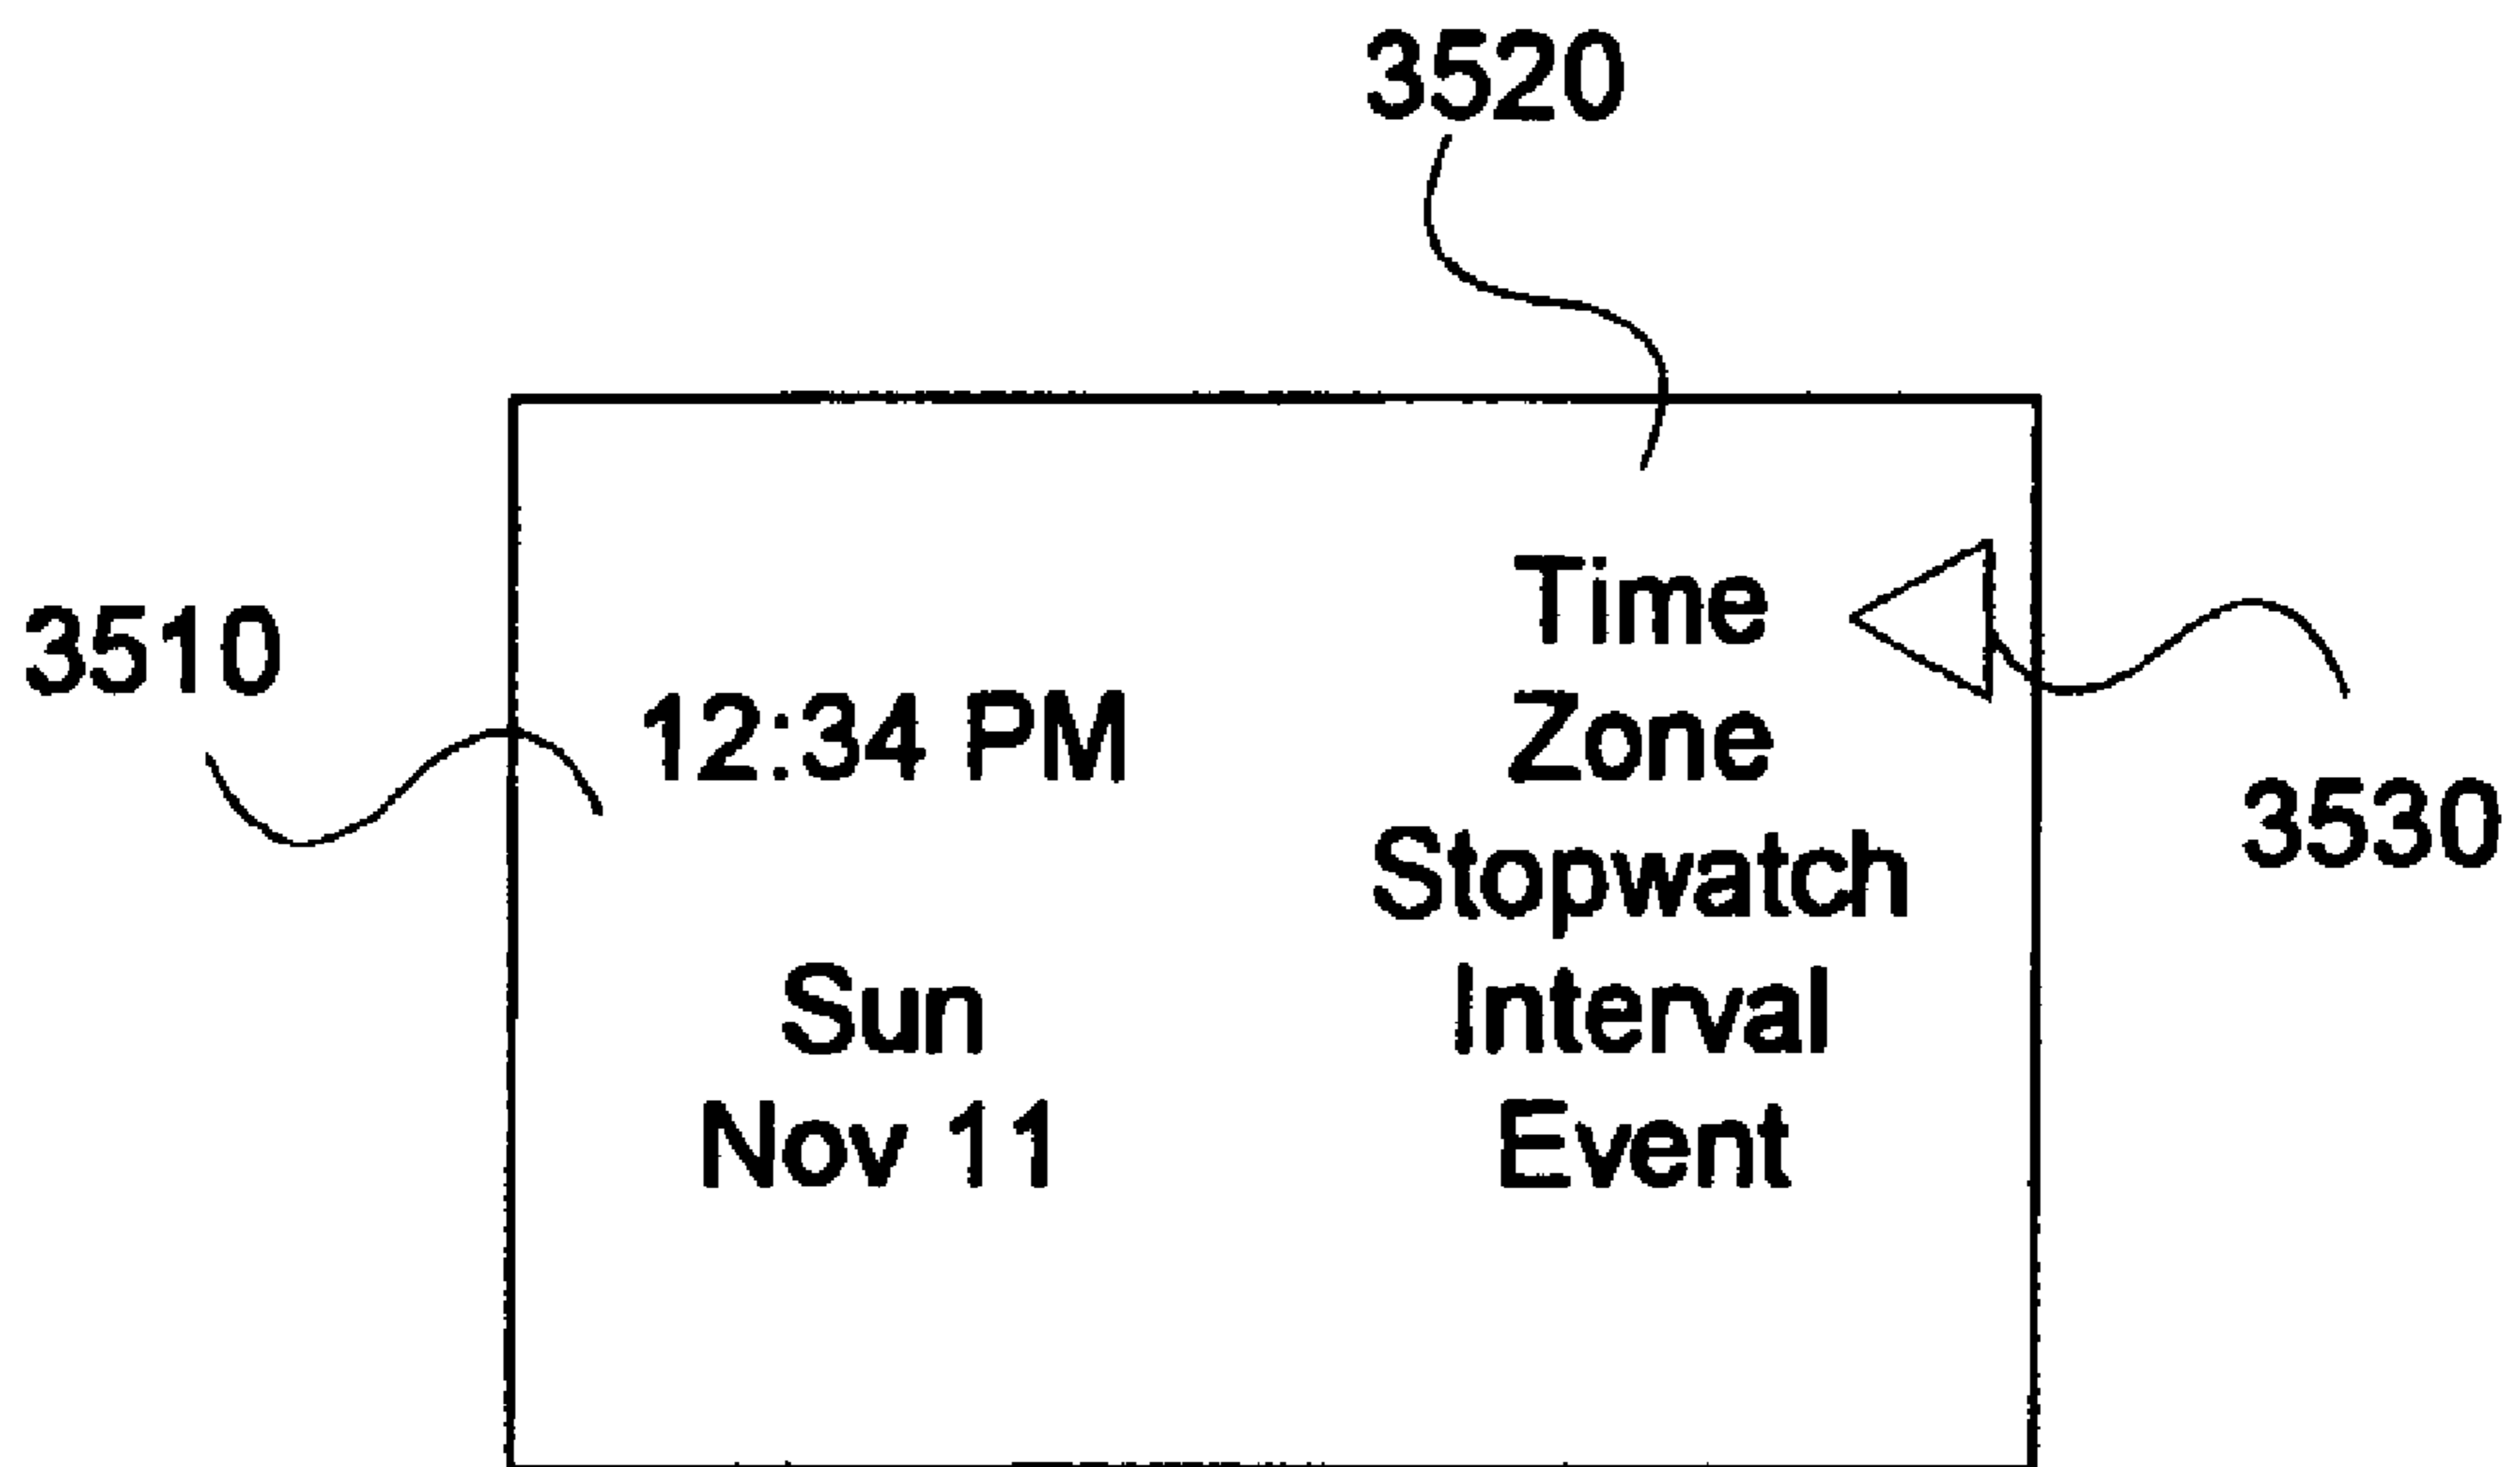 3520
3510
12:34 PM
Sun
Nov 11
Time
Zone
Stopwatch
Interval
Event
3530